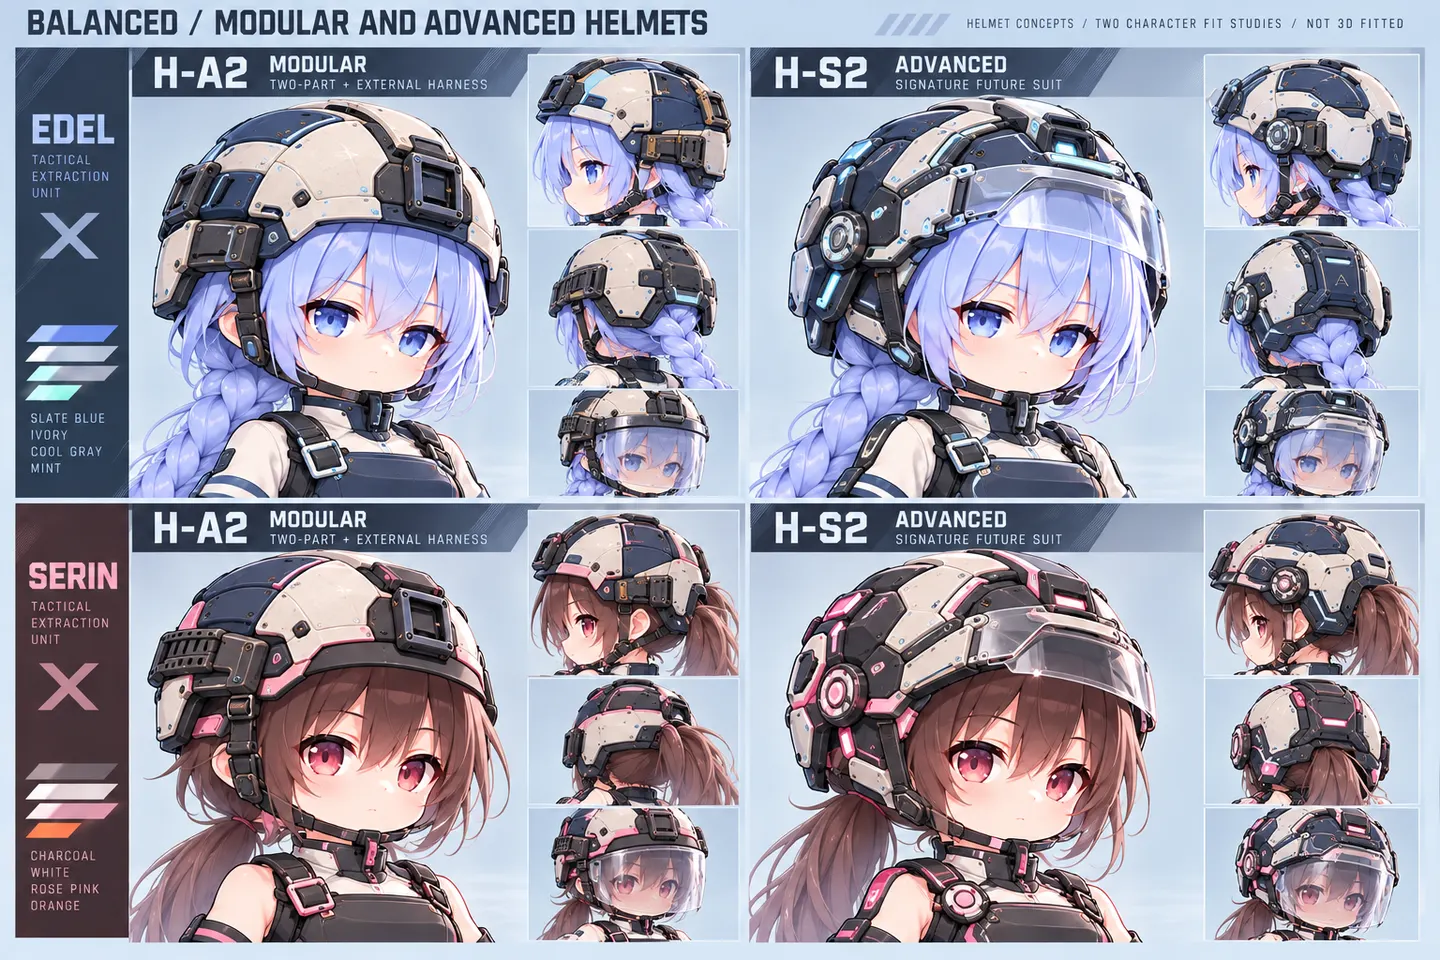 BALANCED / MODULAR AND ADVANCED HELMETS
HELMET CONCEPTS / TWO CHARACTER FIT STUDIES / NOT 3D FITTED
EDEL
TACTICAL
EXTRACTION
UNIT
X
SLATE BLUE
IVORY
COOL GRAY
MINT
H-A2
MODULAR
TWO-PART + EXTERNAL HARNESS
H-S2
ADVANCED
SIGNATURE FUTURE SUIT
A
SERIN
TACTICAL
EXTRACTION
UNIT
X
CHARCOAL
WHITE
ROSE PINK
ORANGE
H-A2
MODULAR
TWO-PART + EXTERNAL HARNESS
H-S2
ADVANCED
SIGNATURE FUTURE SUIT